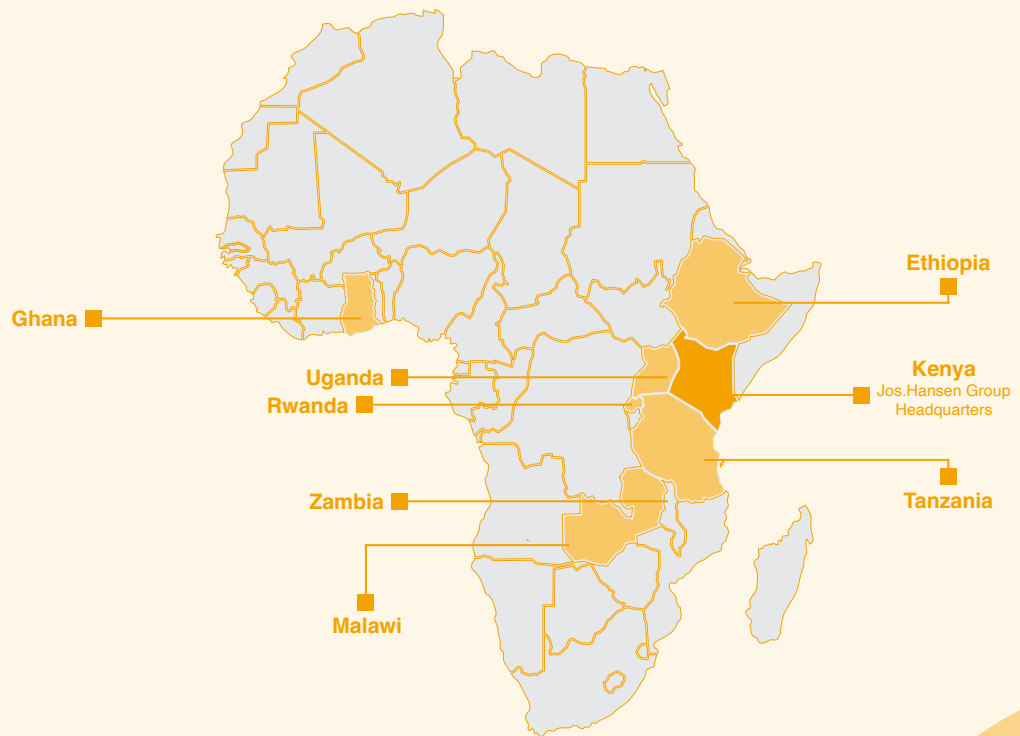 Ethiopia
Ghana
Uganda
Kenya
Jos.Hansen Group
Headquarters
Rwanda
Zambia
Tanzania
Malawi